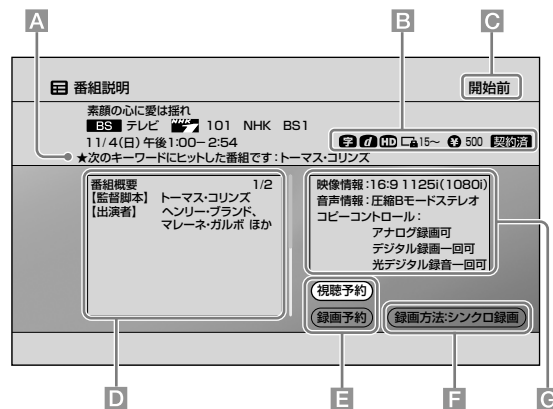 A
B
C
番組説明
開始前
素顔の心に愛は揺れ
BS テレビ 101 NHK BS1
11/4(日)午後1:00－2:54
字 d HD 15～ ¥ 500 契約済
★次のキーワードにヒットした番組です：トーマス・コリンズ
番組概要 1/2
【監督脚本】 トーマス・コリンズ
【出演者】 ヘンリー・ブランド、
マレーネ・ガルボ ほか
映像情報：16:9 1125i(1080i)
音声情報：圧縮Bモードステレオ
コピーコントロール：
アナログ録画可
デジタル録画一回可
光デジタル録音一回可
視聴予約
録画予約
録画方法:シンクロ録画
D
E
F
G